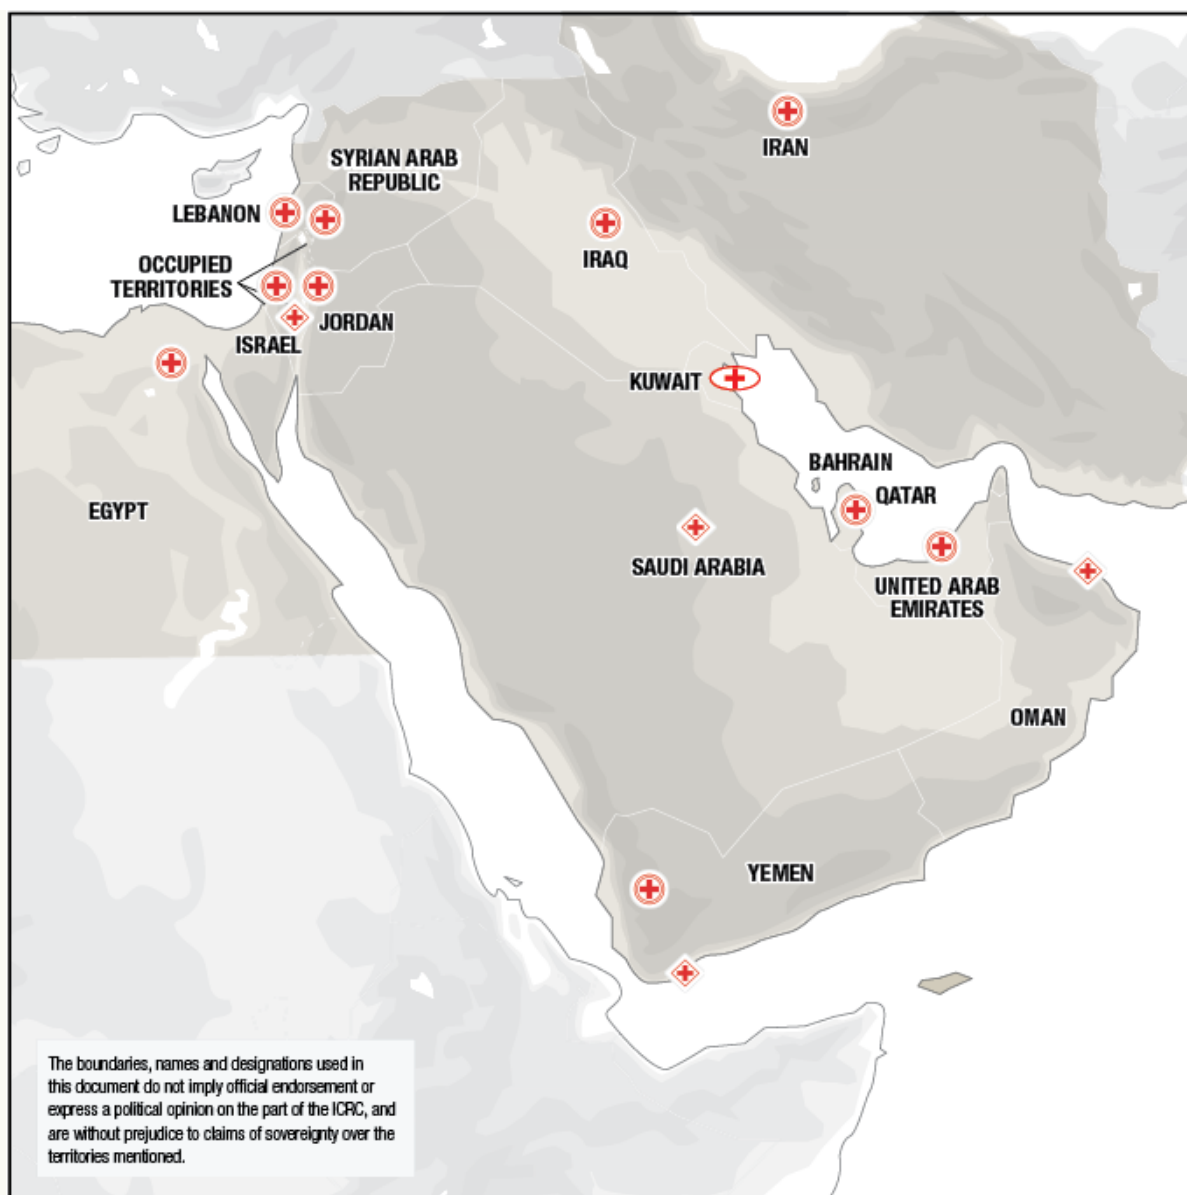 IRAN
SYRIAN ARAB
REPUBLIC
LEBANON
IRAQ
OCCUPIED
TERRITORIES
JORDAN
ISRAEL
KUWAIT
BAHRAIN
QATAR
EGYPT
SAUDI ARABIA
UNITED ARAB
EMIRATES
OMAN
YEMEN
The boundaries, names and designations used in
this document do not imply official endorsement or
express a political opinion on the part of the ICRC, and
are without prejudice to claims of sovereignty over the
territories mentioned.